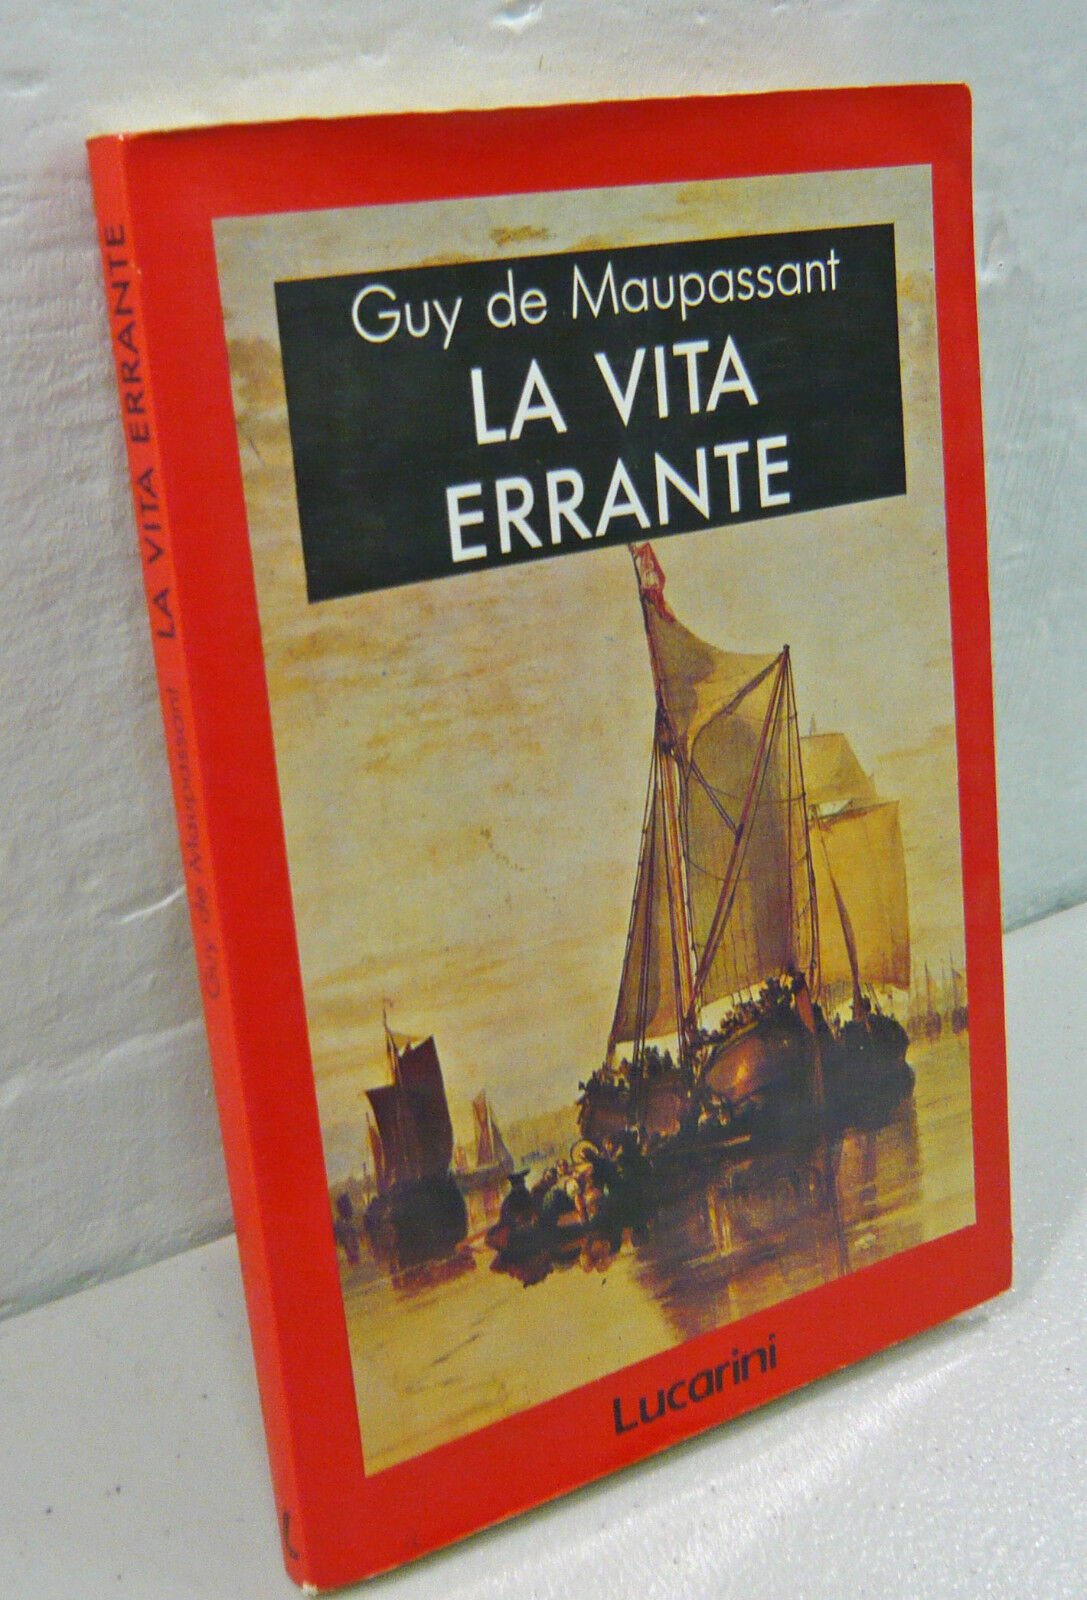 Guy de Maupassant
LA VITA
ERRANTE
Lucarini
Guy de Maupassant LA VITA ERRANTE
L